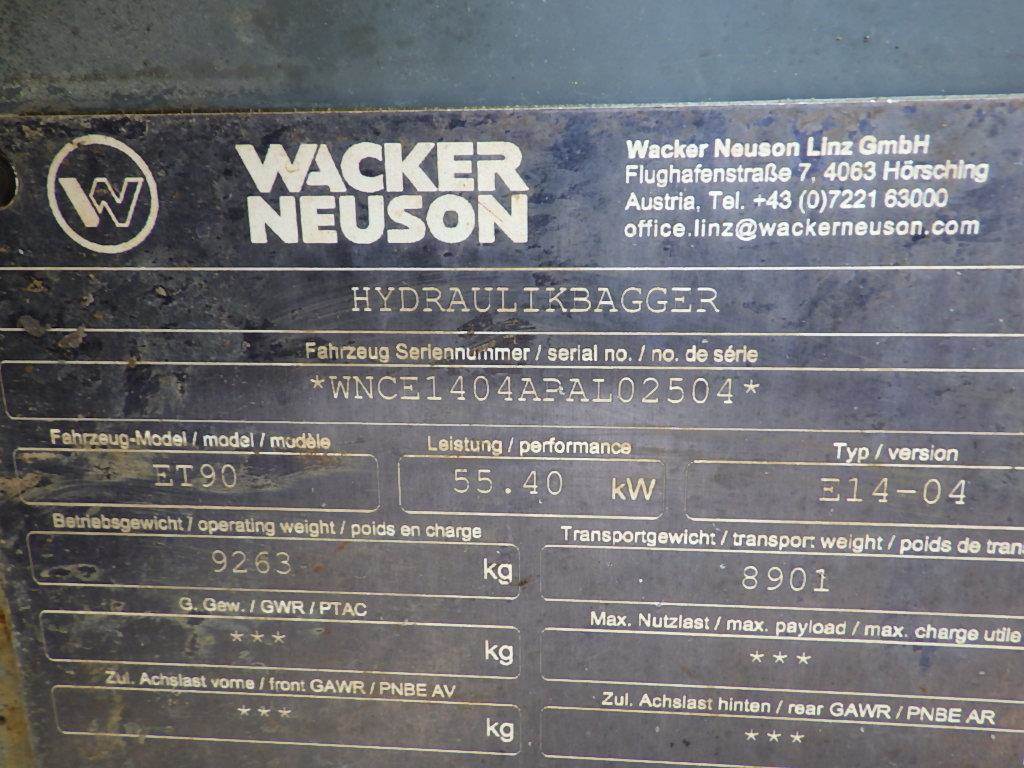 W
WACKER
NEUSON
Wacker Neuson Linz GmbH
Flughafenstraße 7, 4063 Hörsching
Austria, Tel. +43 (0)7221 63000
office.linz@wackerneuson.com
HYDRAULIKBAGGER
Fahrzeug Seriennummer / serial no. / no. de série
*WNCE1404APAL02504*
Fahrzeug-Model / model / modèle
ET90
Leistung / performance
55.40 kW
Typ / version
E14-04
Betriebsgewicht / operating weight / poids en charge
9263 kg
Transportgewicht / transport weight / poids de tran
8901
G. Gew. / GWR / PTAC
*** kg
Max. Nutzlast / max. payload / max. charge utile
***
Zul. Achslast vorne / front GAWR / PNBE AV
*** kg
Zul. Achslast hinten / rear GAWR / PNBE AR
***